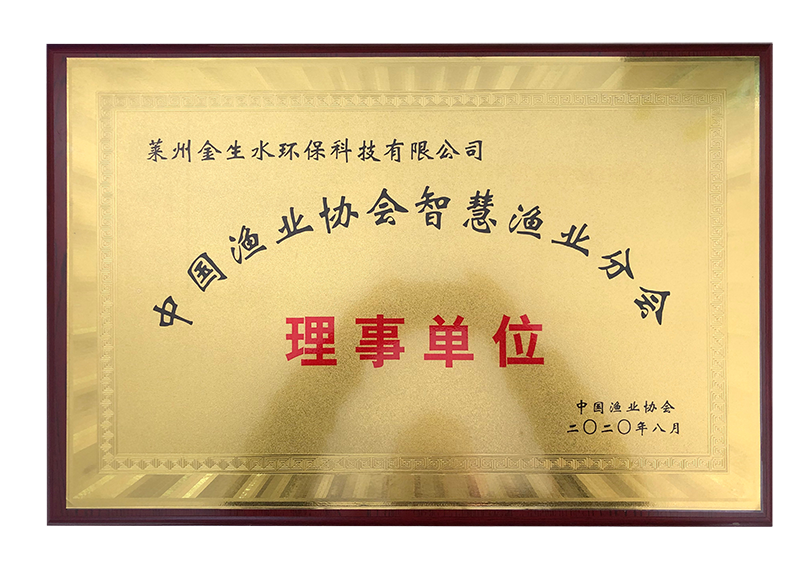 莱州金生水环保科技有限公司
中国渔业协会智慧渔业分会
理事单位
中国渔业协会
二〇二〇年八月